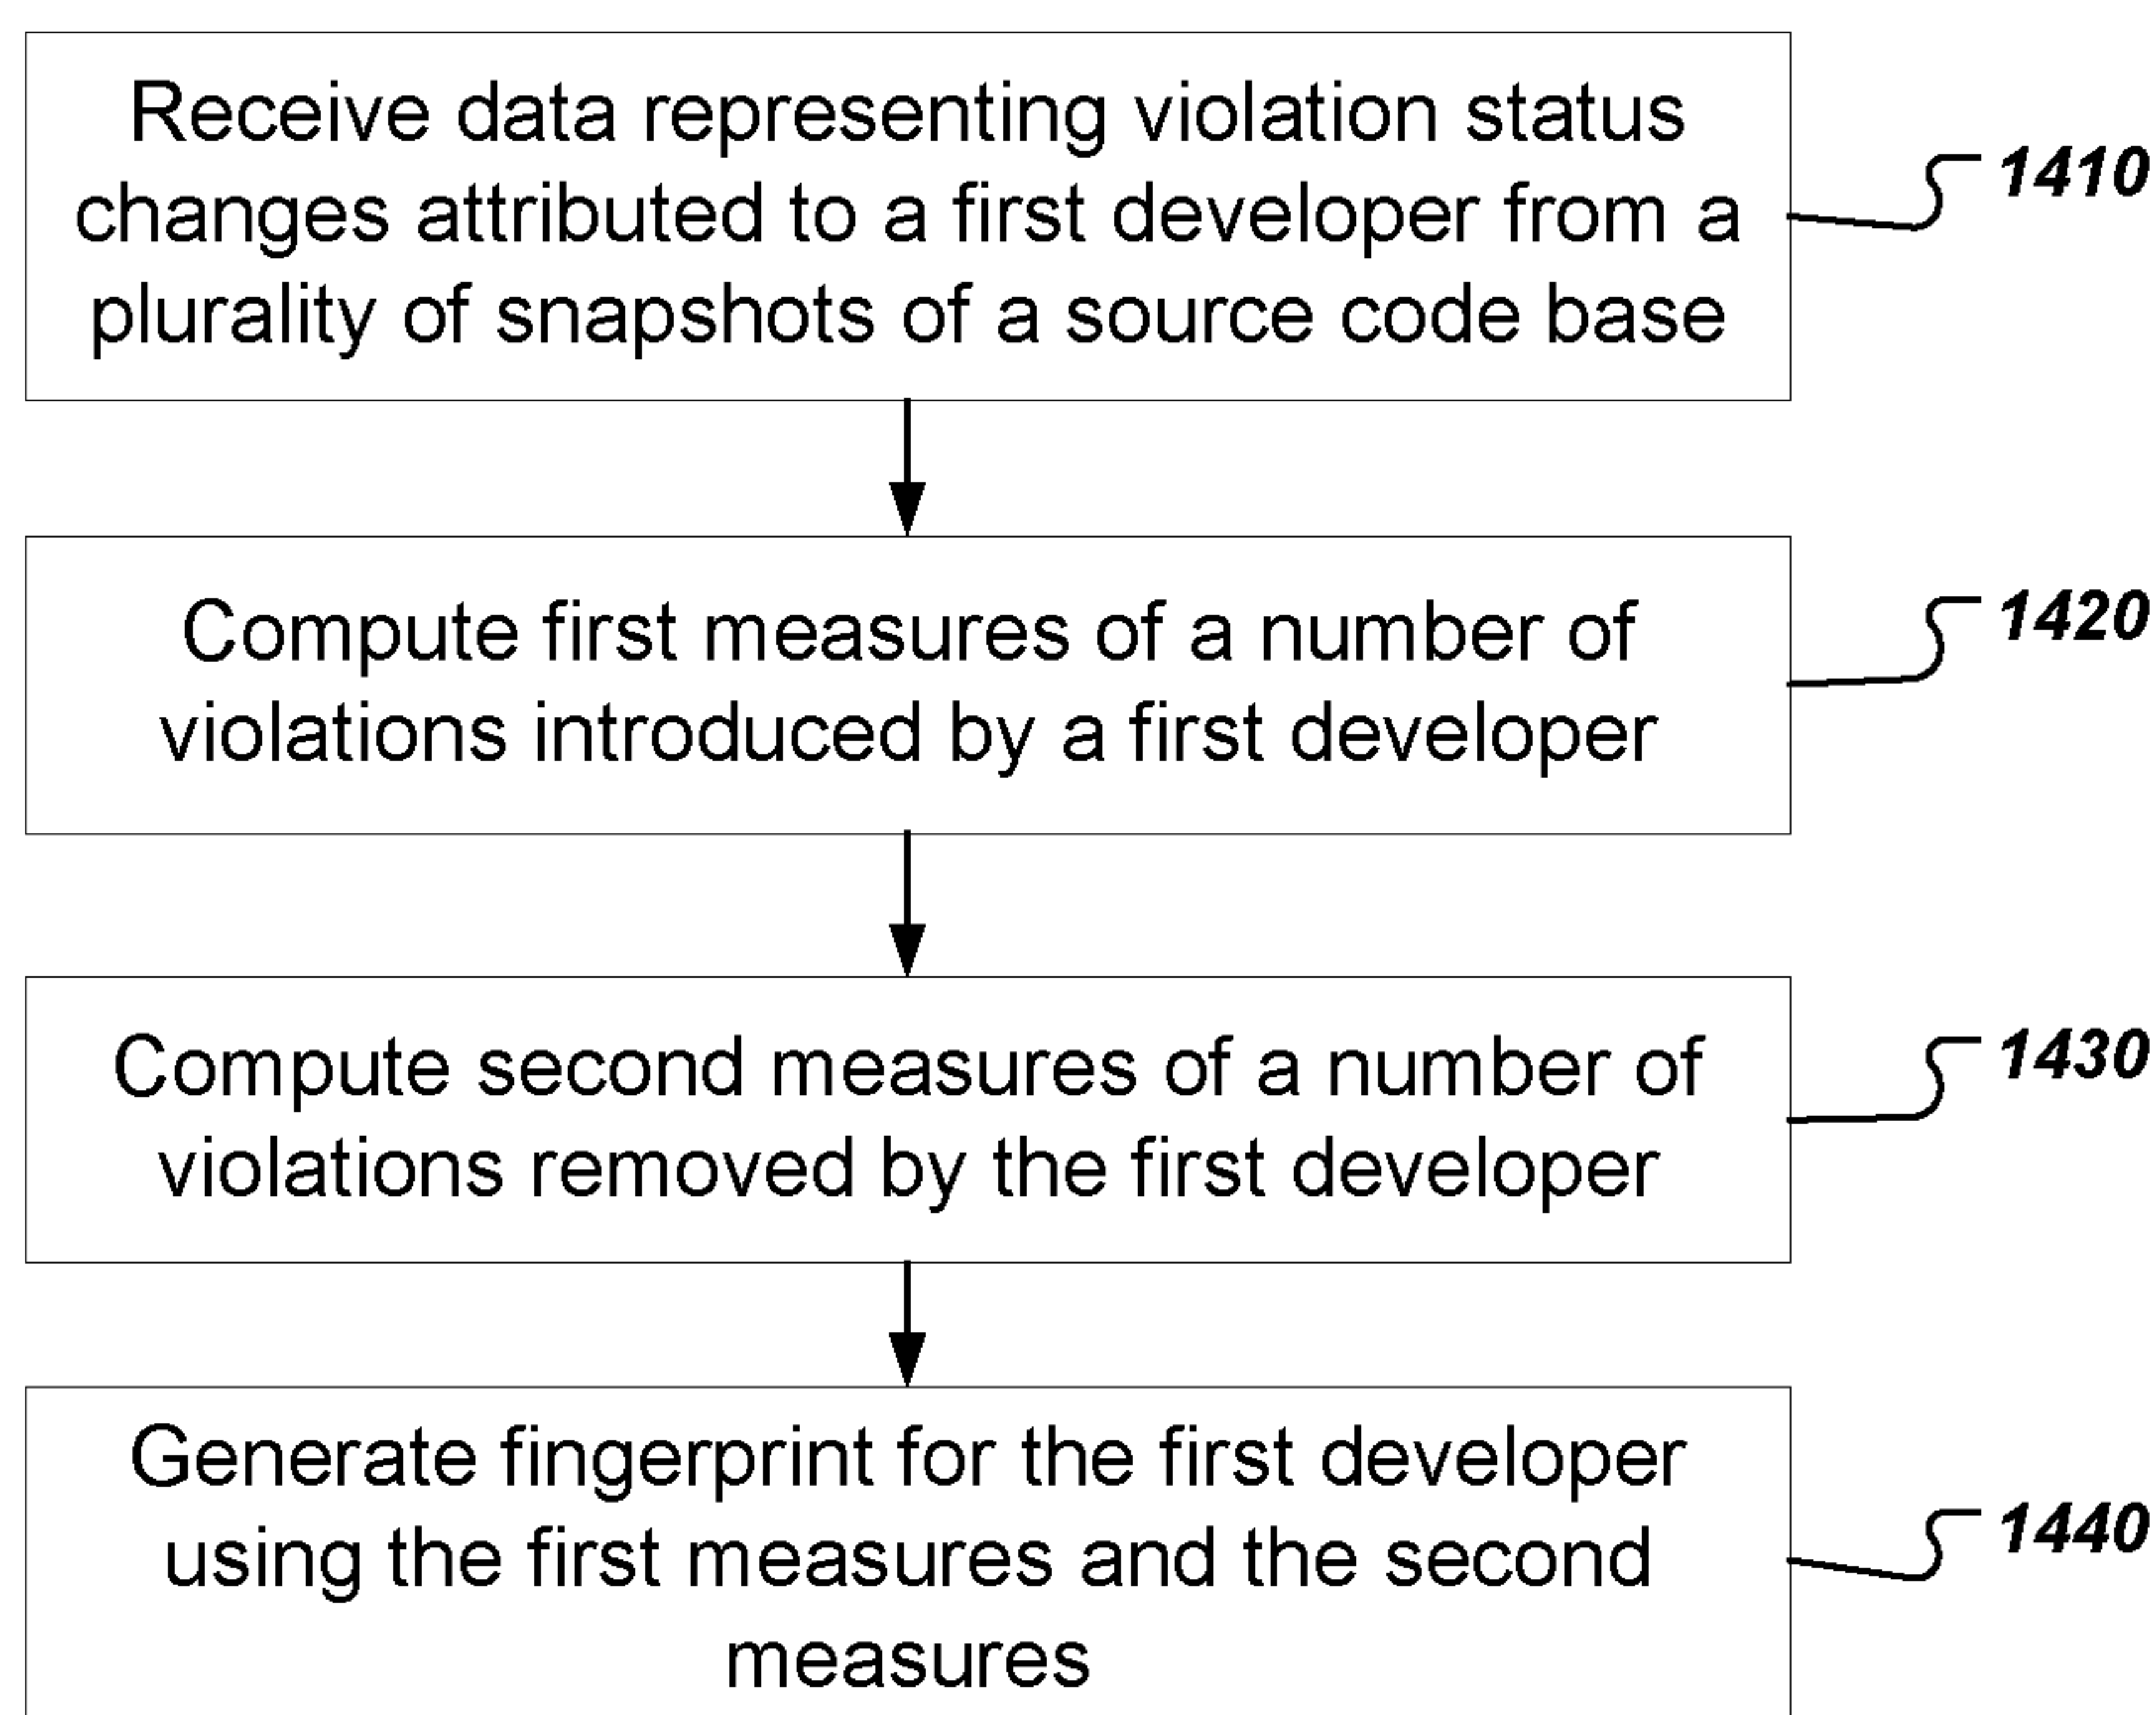 Receive data representing violation status
changes attributed to a first developer from a
plurality of snapshots of a source code base
1410
Compute first measures of a number of
violations introduced by a first developer
1420
Compute second measures of a number of
violations removed by the first developer
1430
Generate fingerprint for the first developer
using the first measures and the second
measures
1440